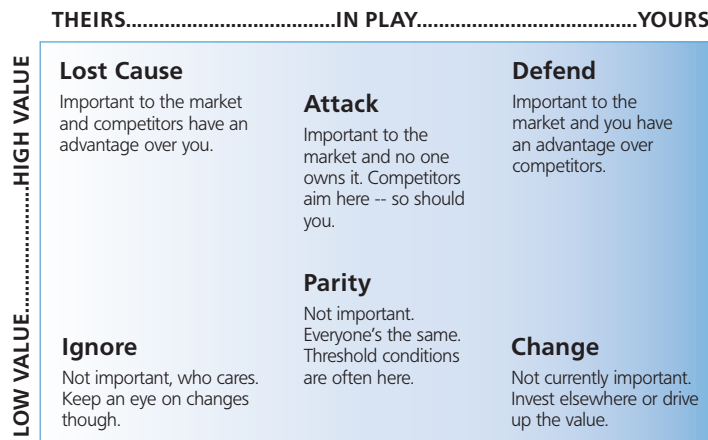 THEIRS...................................IN PLAY.....................................YOURS
LOW VALUE.......................HIGH VALUE
Lost Cause
Important to the market
and competitors have an
advantage over you.
Attack
Important to the
market and no one
owns it. Competitors
aim here -- so should
you.
Defend
Important to the
market and you have
an advantage over
competitors.
Ignore
Not important, who cares.
Keep an eye on changes
though.
Parity
Not important.
Everyone’s the same.
Threshold conditions
are often here.
Change
Not currently important.
Invest elsewhere or drive
up the value.